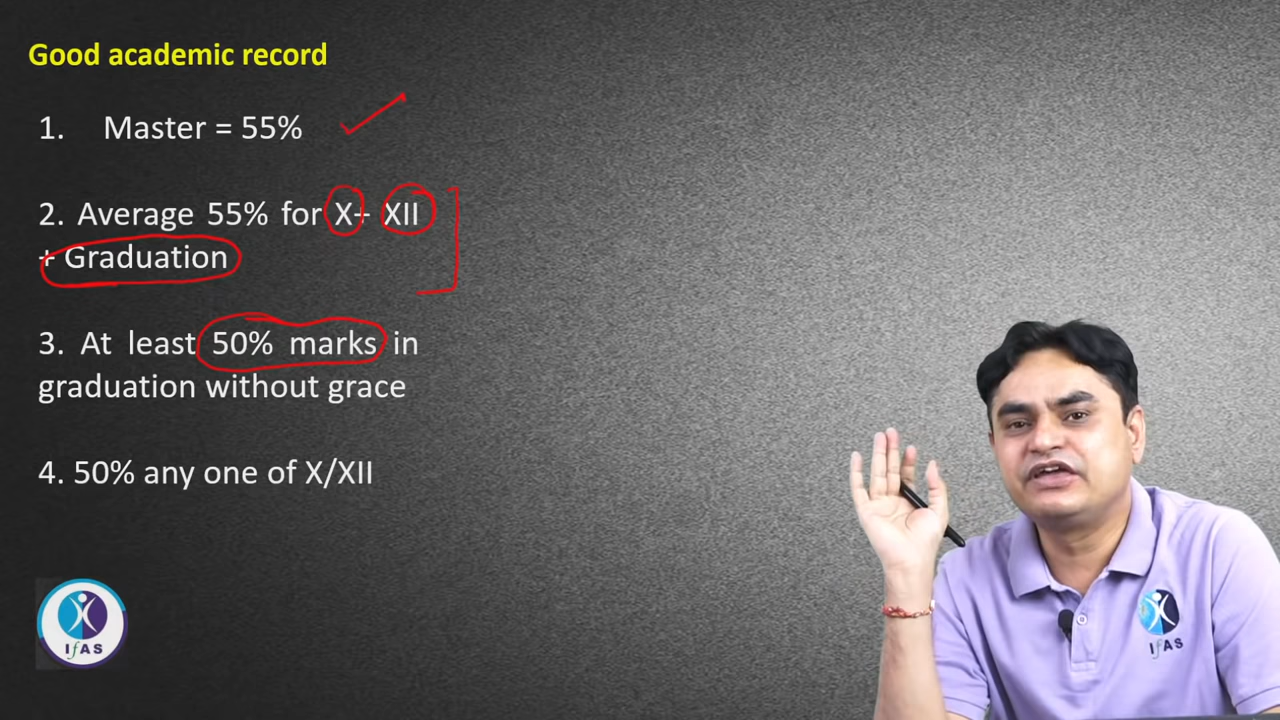 Good academic record
1. Master = 55%
2. Average 55% for X+ XII
+ Graduation
3. At least 50% marks in
graduation without grace
4. 50% any one of X/XII
IfAS
IfAS